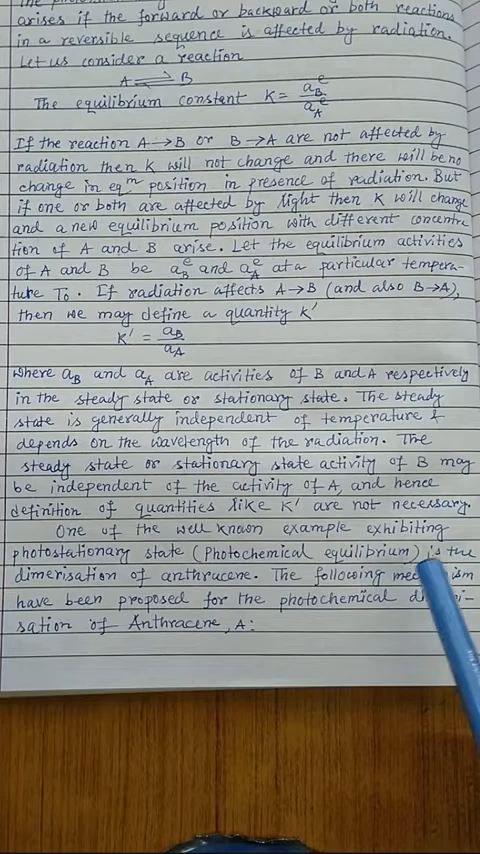 arises if the forward or backward or both reactions
in a reversible sequence is affected by radiation.
Let us consider a reaction
A ⇌ B
The equilibrium constant K = a_B^e / a_A^e
If the reaction A→B or B→A are not affected by
radiation then K will not change and there will be no
change in eqᵐ position in presence of radiation. But
if one or both are affected by light then K will change
and a new equilibrium position with different concentra
tion of A and B arise. Let the equilibrium activities
of A and B be a_B^e and a_A^e at a particular tempera-
ture T₀. If radiation affects A→B (and also B→A),
then we may define a quantity K'
K' = a_B / a_A
where a_B and a_A are activities of B and A respectively
in the steady state or stationary state. The steady
state is generally independent of temperature &
depends on the wavelength of the radiation. The
steady state or stationary state activity of B may
be independent of the activity of A, and hence
definition of quantities like K' are not necessary.
One of the well known example exhibiting
photostationary state (Photochemical equilibrium) is the
dimerisation of anthracene. The following
have been proposed for the photochemical
sation of Anthracene, A: